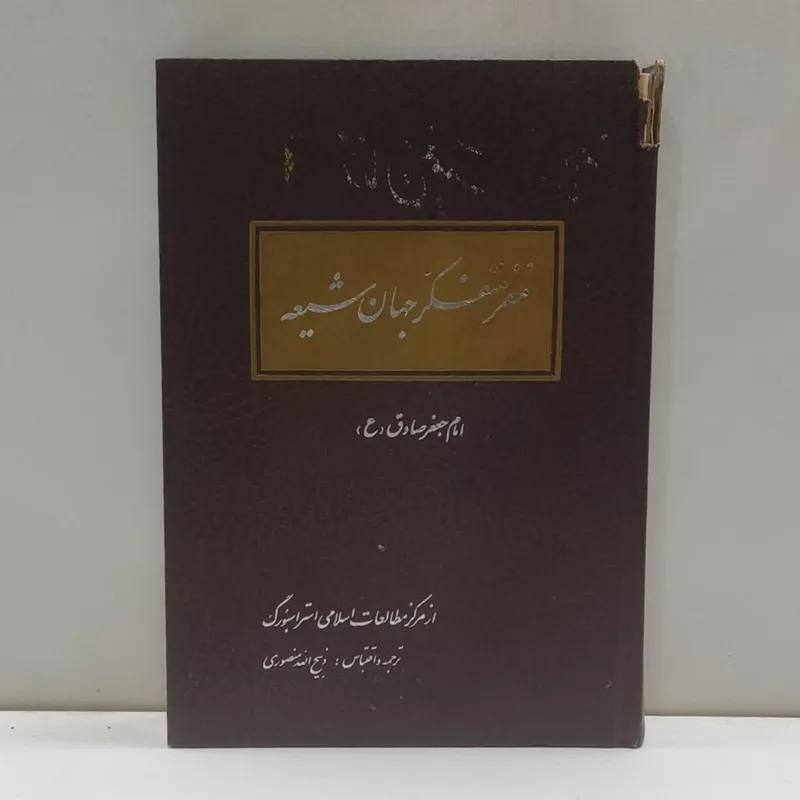 مغز متفکر جهان شیعه
امام جعفر صادق (ع)
از مرکز مطالعات اسلامی استراسبورگ
ترجمه و اقتباس : ذبیح الله منصوری